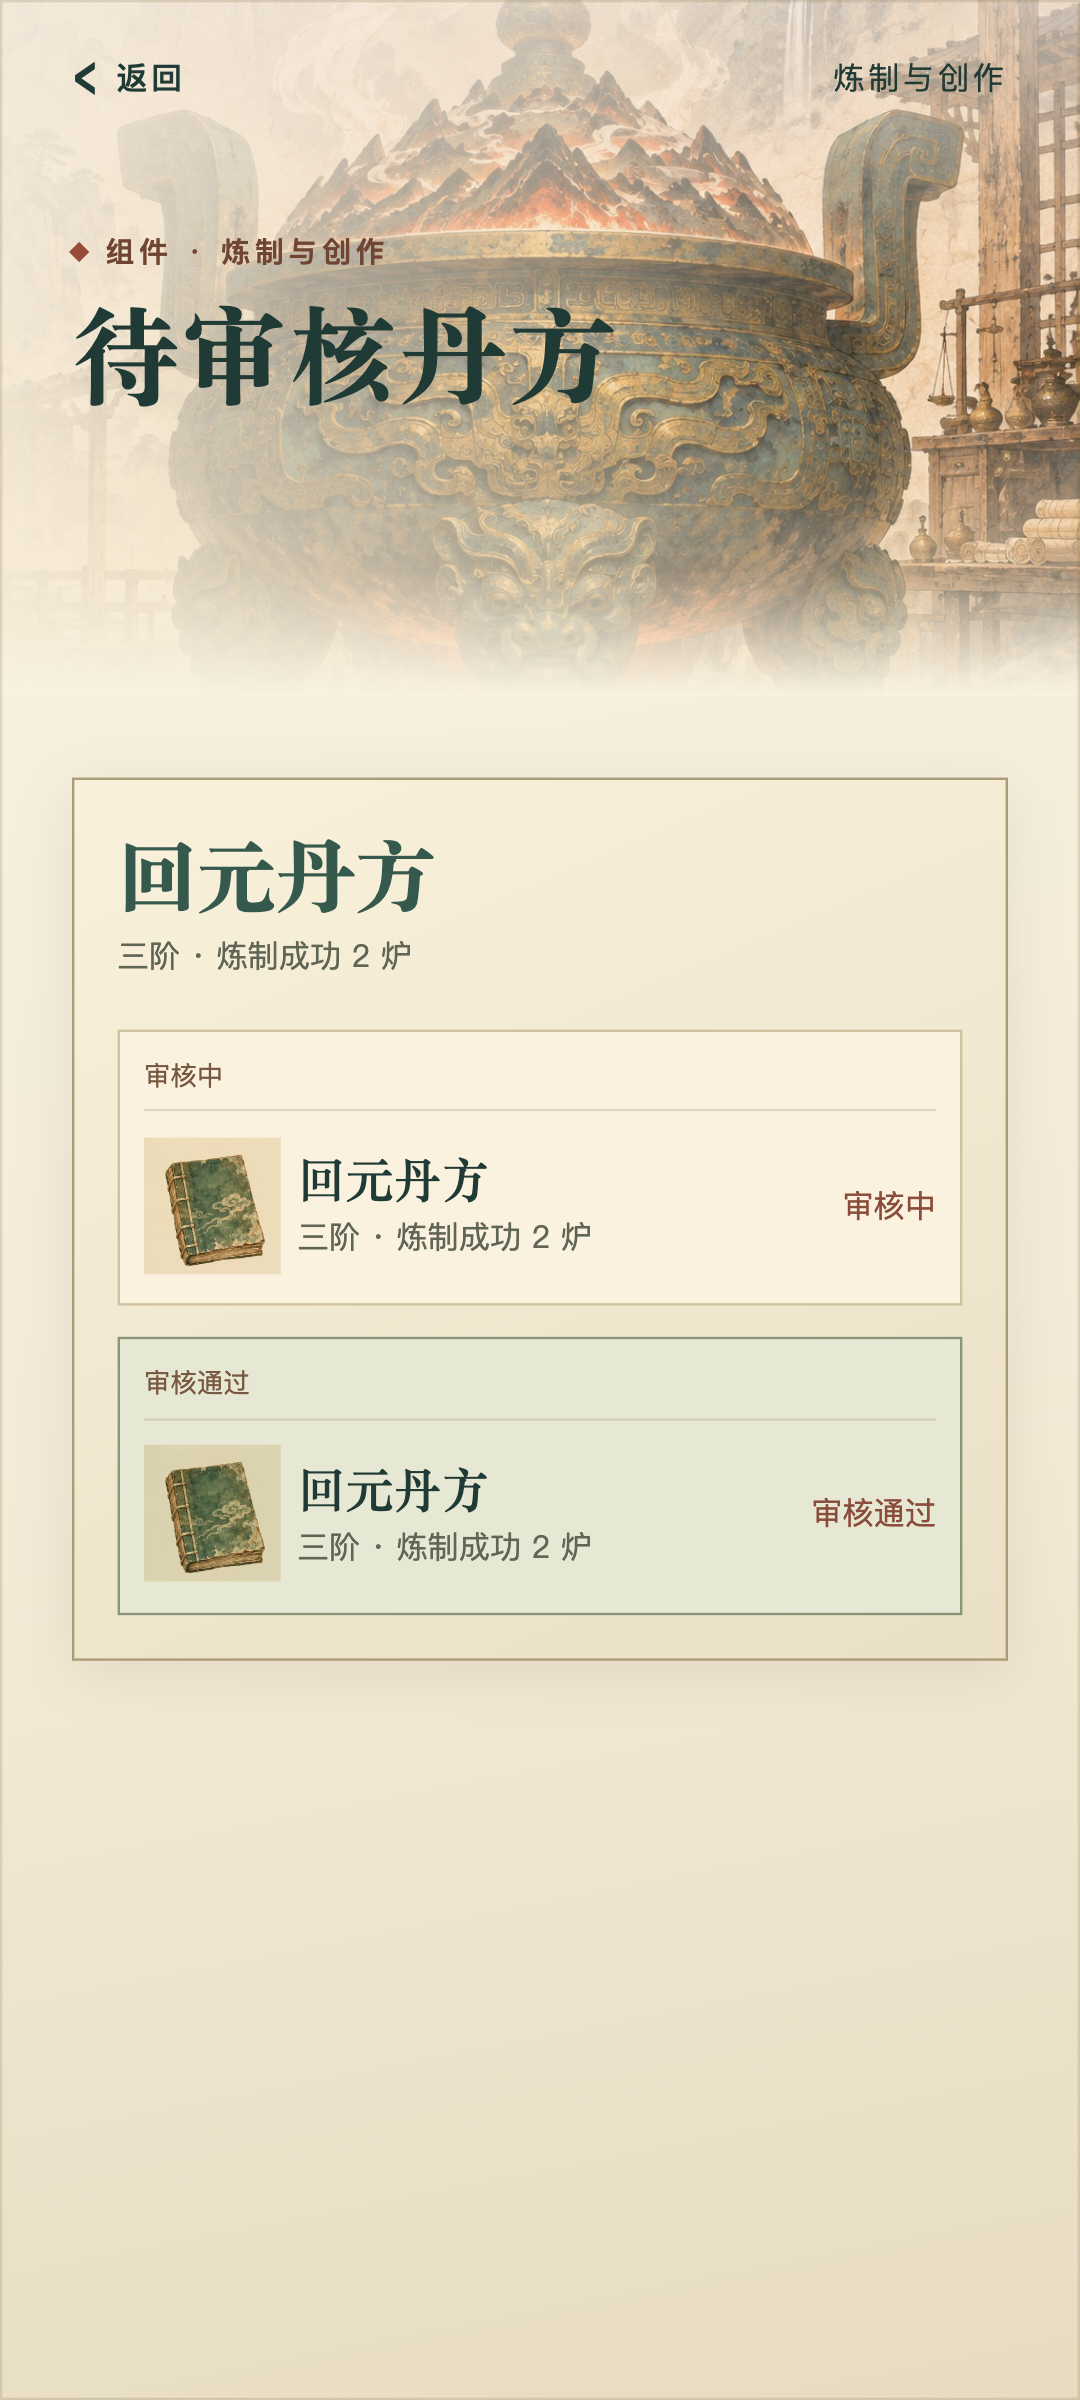 返回
炼制与创作
组件 · 炼制与创作
待审核丹方
回元丹方
三阶 · 炼制成功 2 炉
审核中
回元丹方
三阶 · 炼制成功 2 炉
审核中
审核通过
回元丹方
三阶 · 炼制成功 2 炉
审核通过